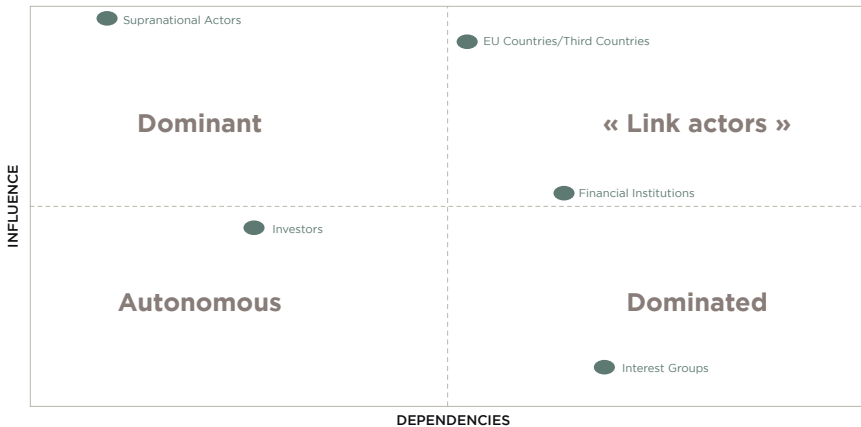 Supranational Actors
EU Countries/Third Countries
Dominant
« Link actors »
INFLUENCE
Financial Institutions
Investors
Autonomous
Dominated
Interest Groups
DEPENDENCIES